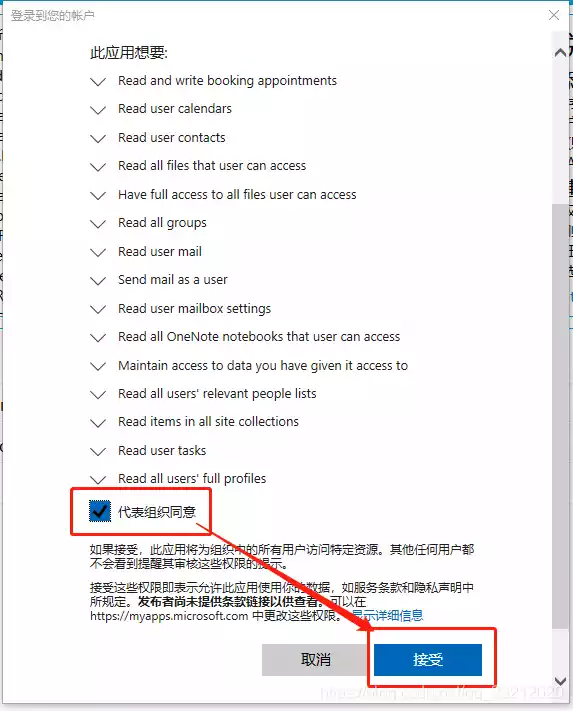 登录到您的帐户
此应用想要:
Read and write booking appointments
Read user calendars
Read user contacts
Read all files that user can access
Have full access to all files user can access
Read all groups
Read user mail
Send mail as a user
Read user mailbox settings
Read all OneNote notebooks that user can access
Maintain access to data you have given it access to
Read all users' relevant people lists
Read items in all site collections
Read user tasks
Read all users' full profiles
代表组织同意
如果接受，此应用将为组织中的所有用户访问特定资源。其他任何用户都
不会看到提醒其审核这些权限的提示。
接受这些权限即表示允许此应用使用你的数据，如服务条款和隐私声明中
所规定。发布者尚未提供条款链接以供查看。可以在
https://myapps.microsoft.com 中更改这些权限。显示详细信息
取消
接受